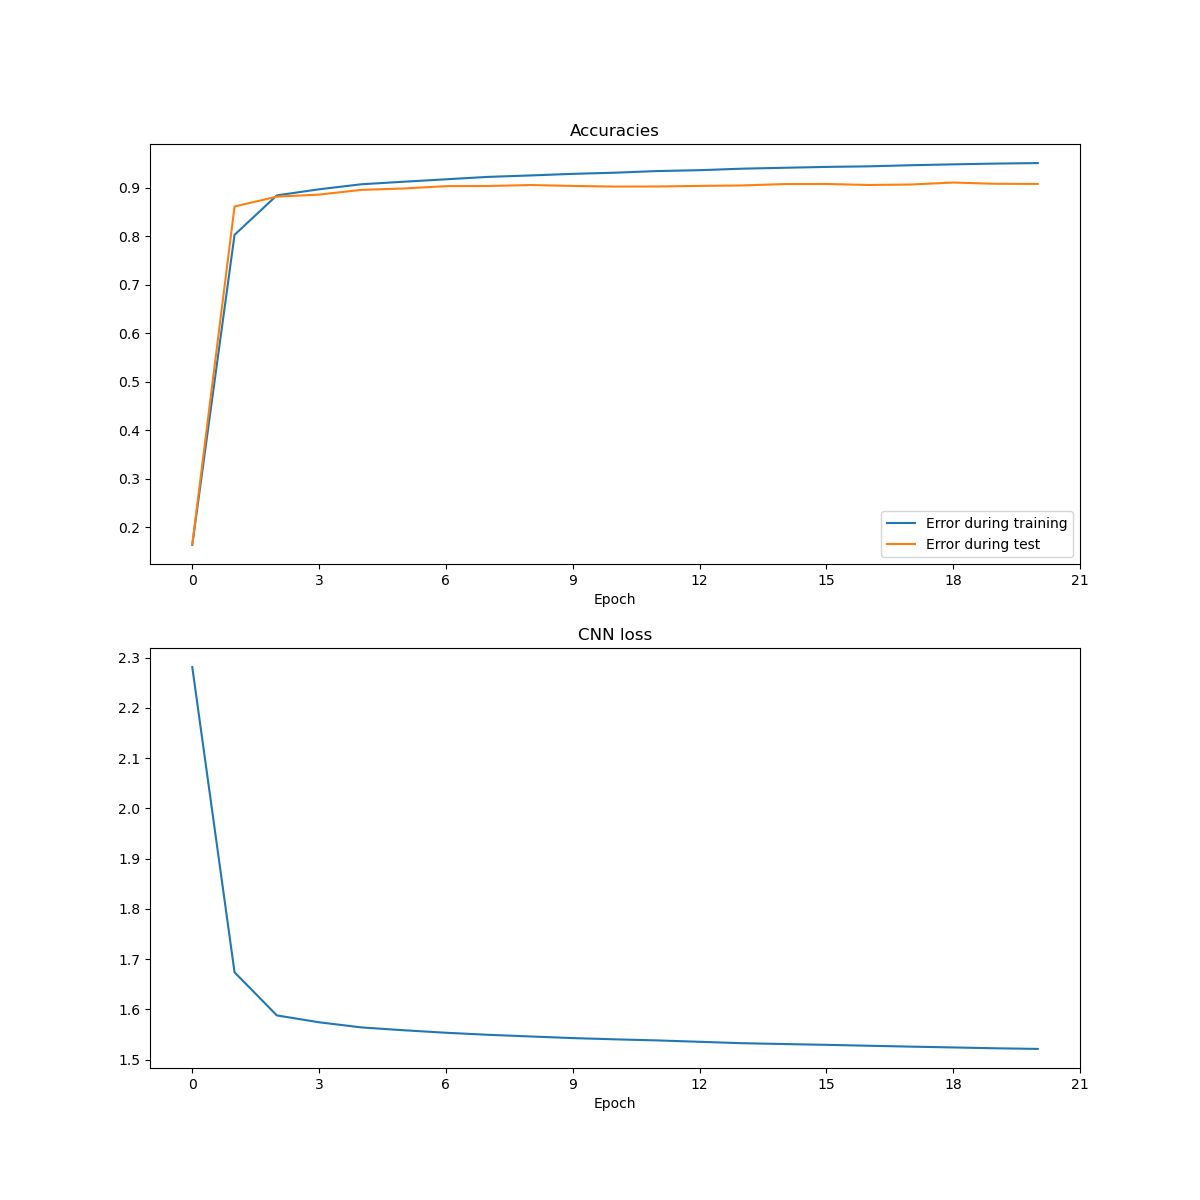 Accuracies
0.9
0.8
0.7
0.6
0.5
0.4
0.3
0.2
Error during training
Error during test
0 3 6 9 12 15 18 21
Epoch
CNN loss
2.3
2.2
2.1
2.0
1.9
1.8
1.7
1.6
1.5
0 3 6 9 12 15 18 21
Epoch